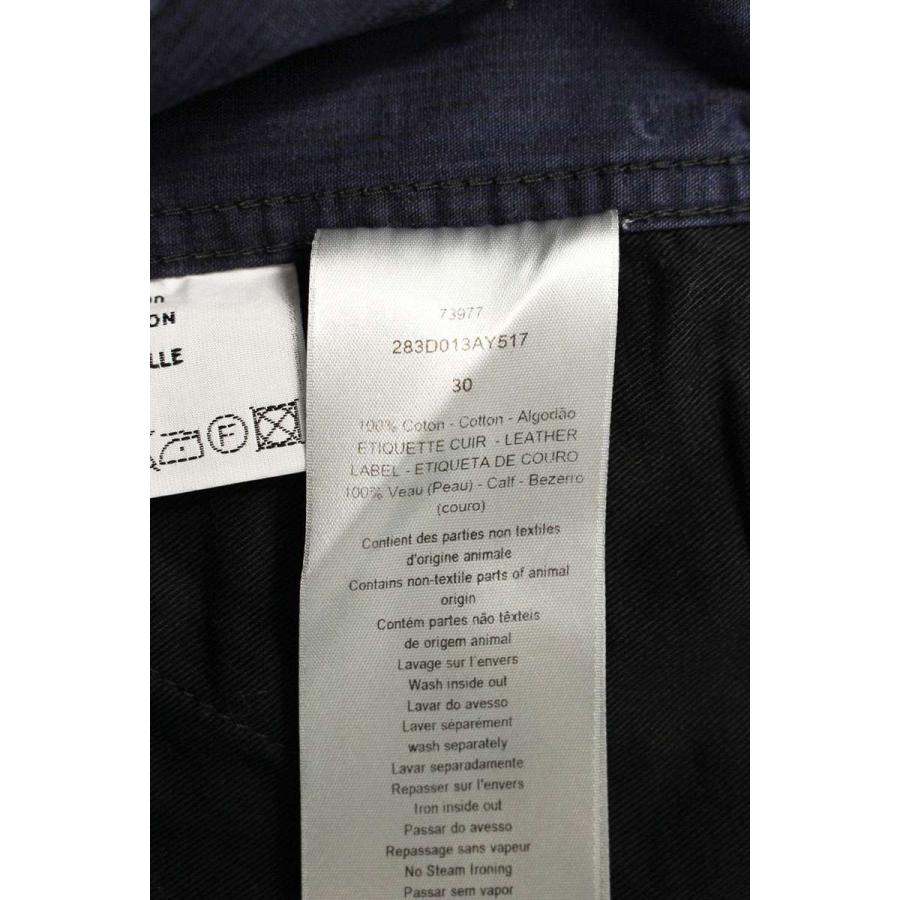 ON
LLE
F
73977
283D013AY517
30
100% Coton - Cotton - Algodão
ETIQUETTE CUIR - LEATHER
LABEL - ETIQUETA DE COURO
100% Veau (Peau) - Calf - Bezerro
(couro)
Contient des parties non textiles
d'origine animale
Contains non-textile parts of animal
origin
Contém partes não têxteis
de origem animal
Lavage sur l'envers
Wash inside out
Lavar do avesso
Laver séparément
wash separately
Lavar separadamente
Repasser sur l'envers
Iron inside out
Passar do avesso
Repassage sans vapeur
No Steam Ironing
Passar sem vapor